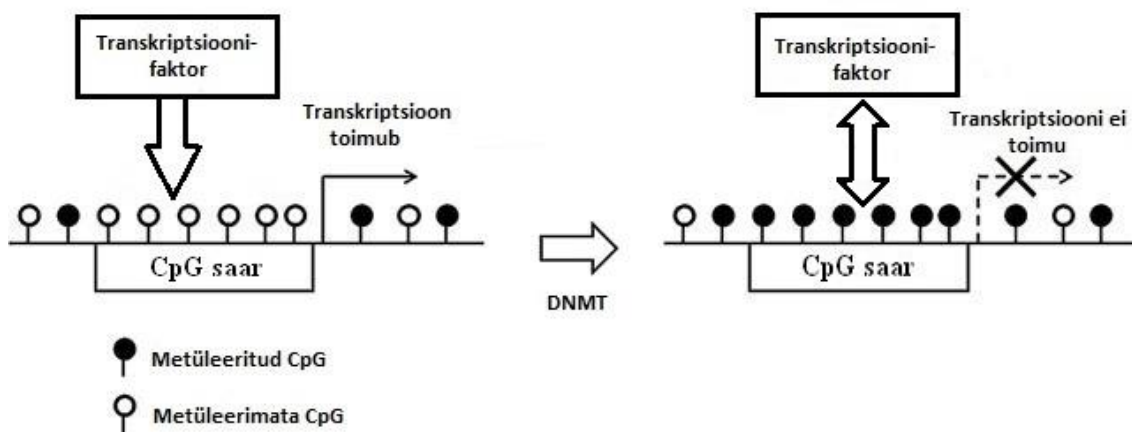 Transkriptsiooni-
faktor
Transkriptsioon
toimub
CpG saar
DNMT
Transkriptsiooni-
faktor
Transkriptsiooni ei
toimu
CpG saar
Metüleeritud CpG
Metüleerimata CpG